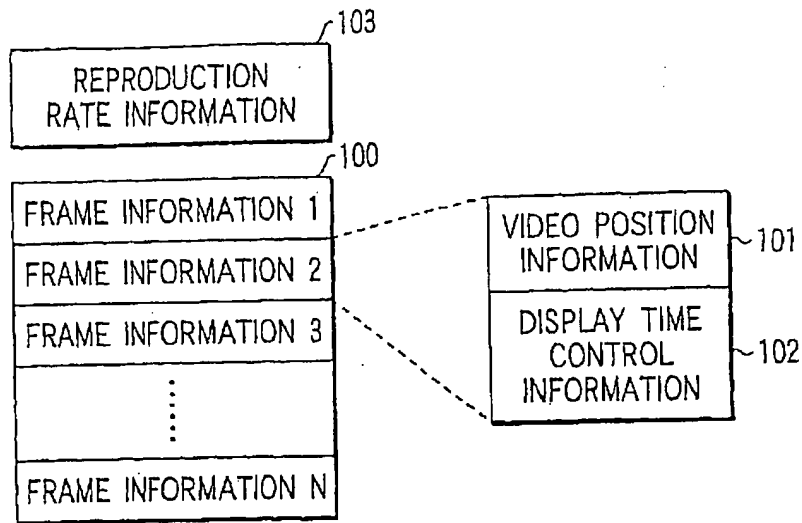 103
REPRODUCTION
RATE INFORMATION
100
FRAME INFORMATION 1
FRAME INFORMATION 2
FRAME INFORMATION 3
FRAME INFORMATION N
VIDEO POSITION
INFORMATION
101
DISPLAY TIME
CONTROL
INFORMATION
102